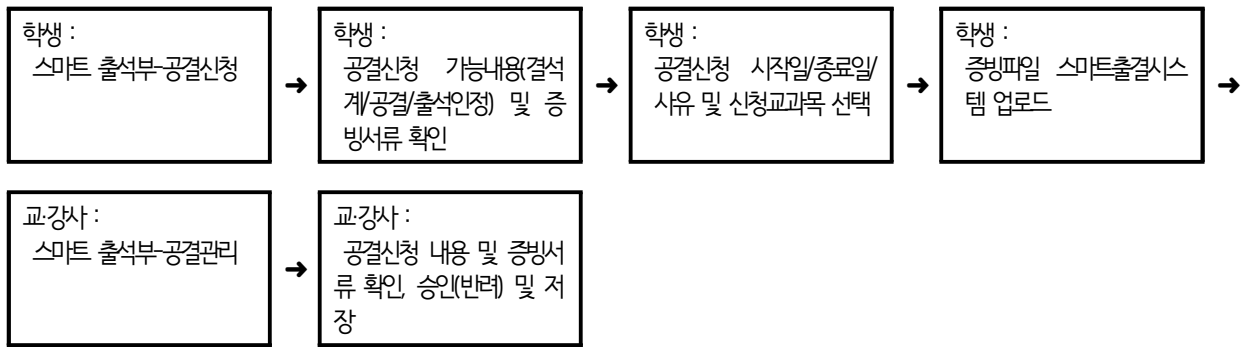 학생 :
스마트 출석부-공결신청
➜
학생 :
공결신청 가능내용(결석
계/공결/출석인정) 및 증
빙서류 확인
➜
학생 :
공결신청 시작일/종료일/
사유 및 신청교과목 선택
➜
학생 :
증빙파일 스마트출결시스
템 업로드
➜
교·강사 :
스마트 출석부-공결관리
➜
교·강사 :
공결신청 내용 및 증빙서
류 확인, 승인(반려) 및 저
장